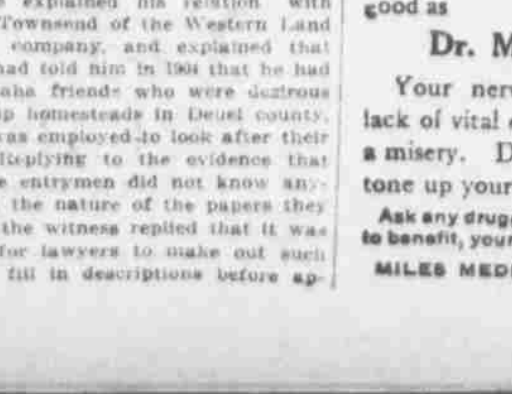 explained his relation with
Townsend of the Western Land
company, and explained that
had told him in 1904 that he had
aha friends who were desirous
up homesteads in Deuel county.
was employed to look after their
Replying to the evidence that
e entrymen did not know any-
the nature of the papers they
the witness replied that it was
for lawyers to make out such
fill in descriptions before ap-
good as
Dr. M
Your nerv
lack of vital
a misery. D
tone up your
Ask any drugg
to benefit, your
MILES MEDI